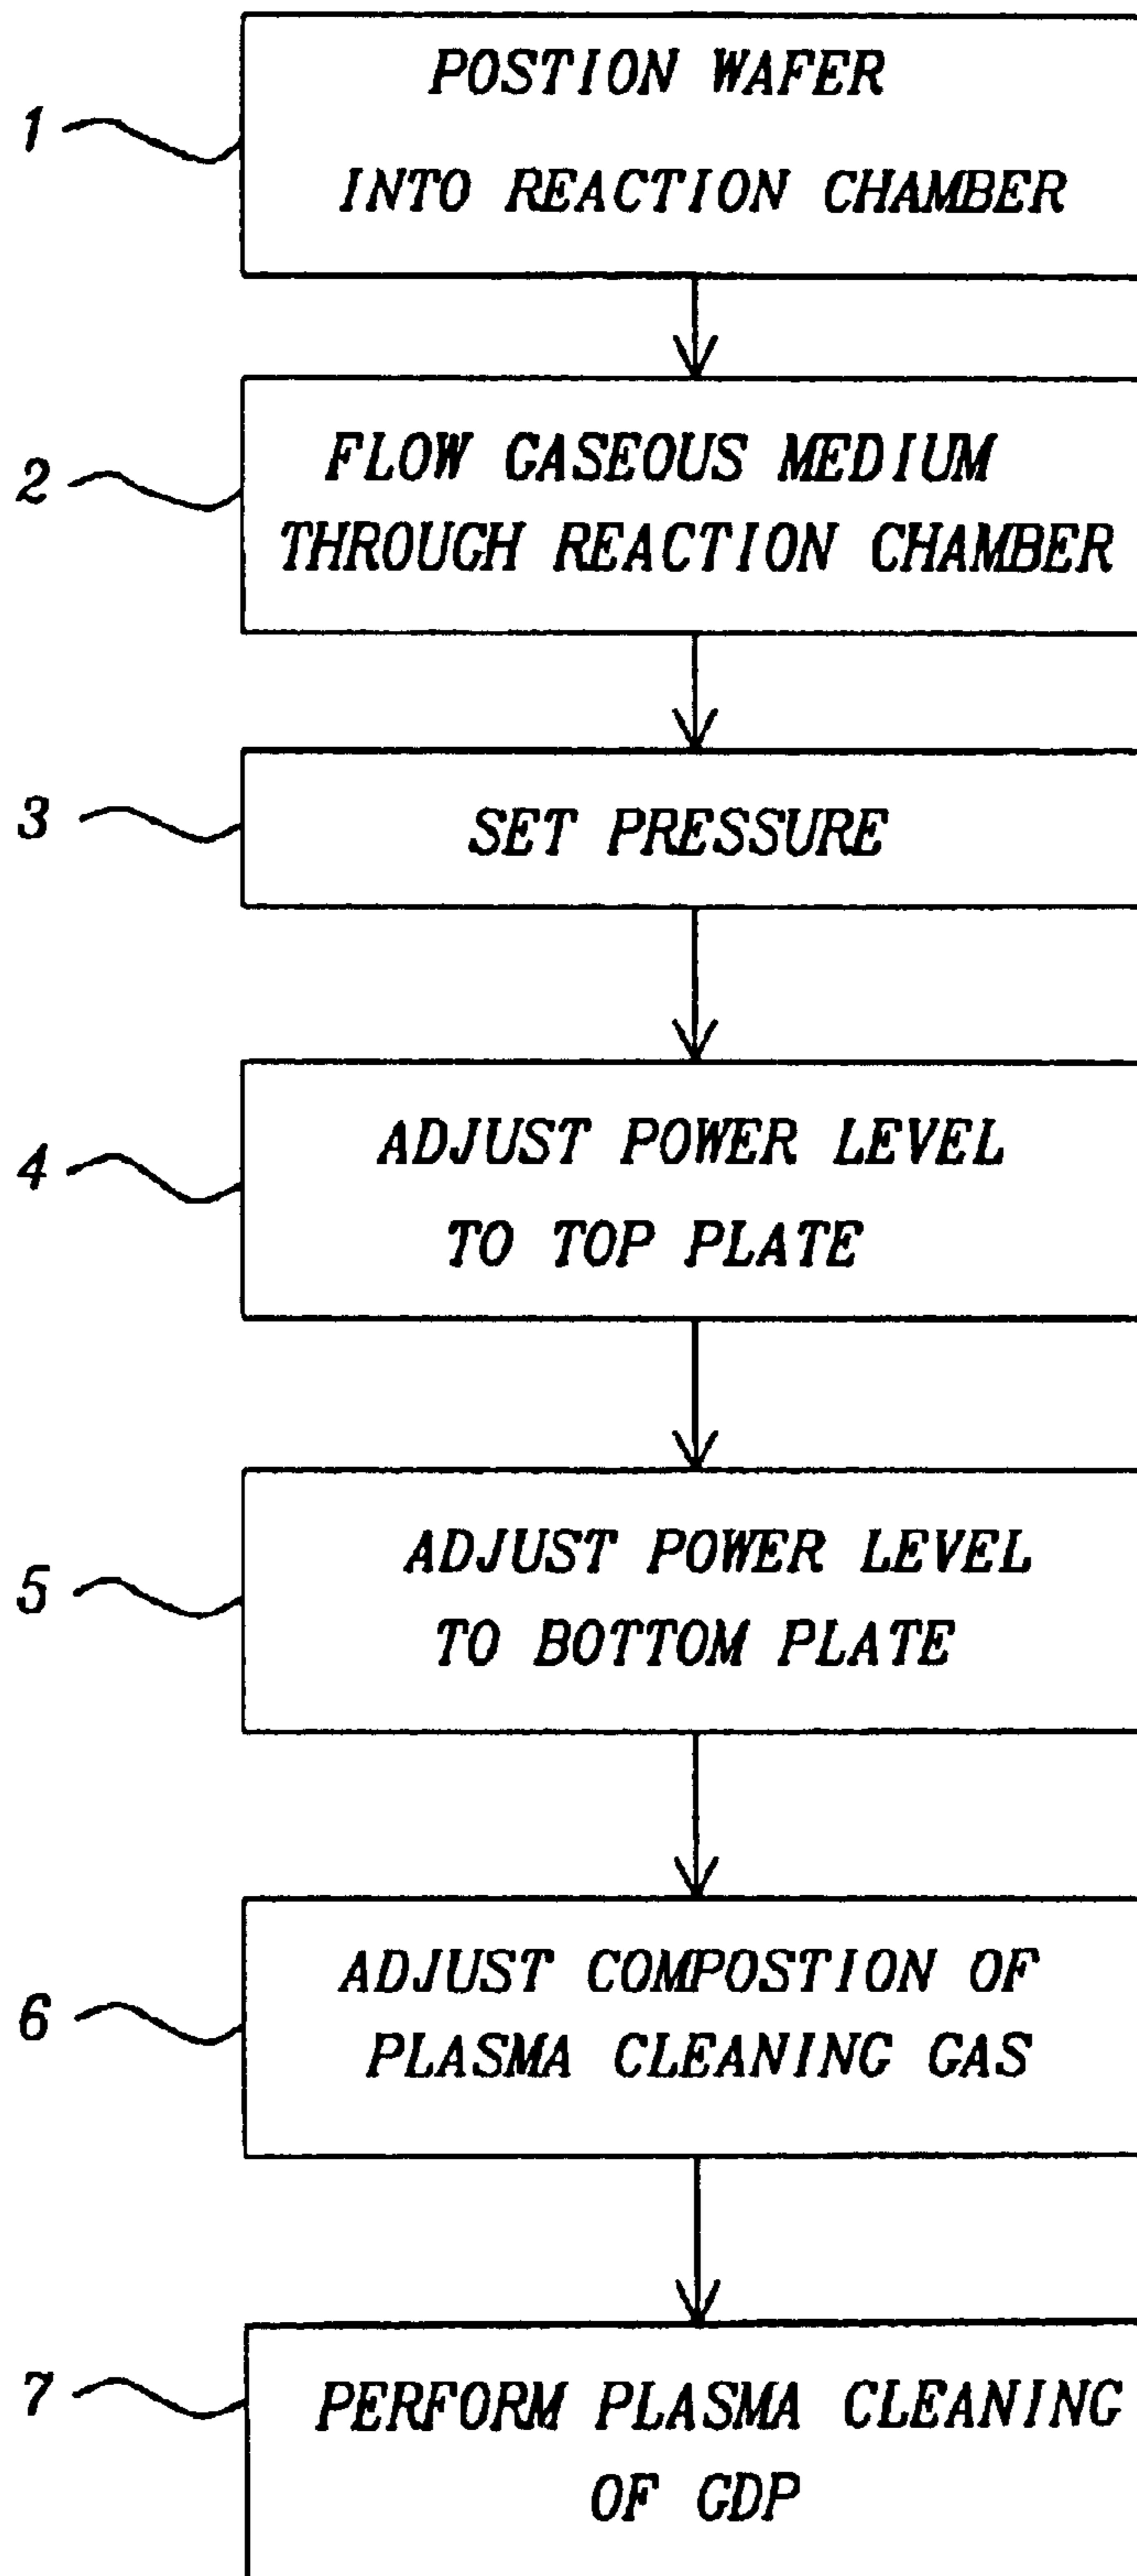 1
POSTION WAFER
INTO REACTION CHAMBER
2
FLOW GASEOUS MEDIUM
THROUGH REACTION CHAMBER
3
SET PRESSURE
4
ADJUST POWER LEVEL
TO TOP PLATE
5
ADJUST POWER LEVEL
TO BOTTOM PLATE
6
ADJUST COMPOSTION OF
PLASMA CLEANING GAS
7
PERFORM PLASMA CLEANING
OF GDP